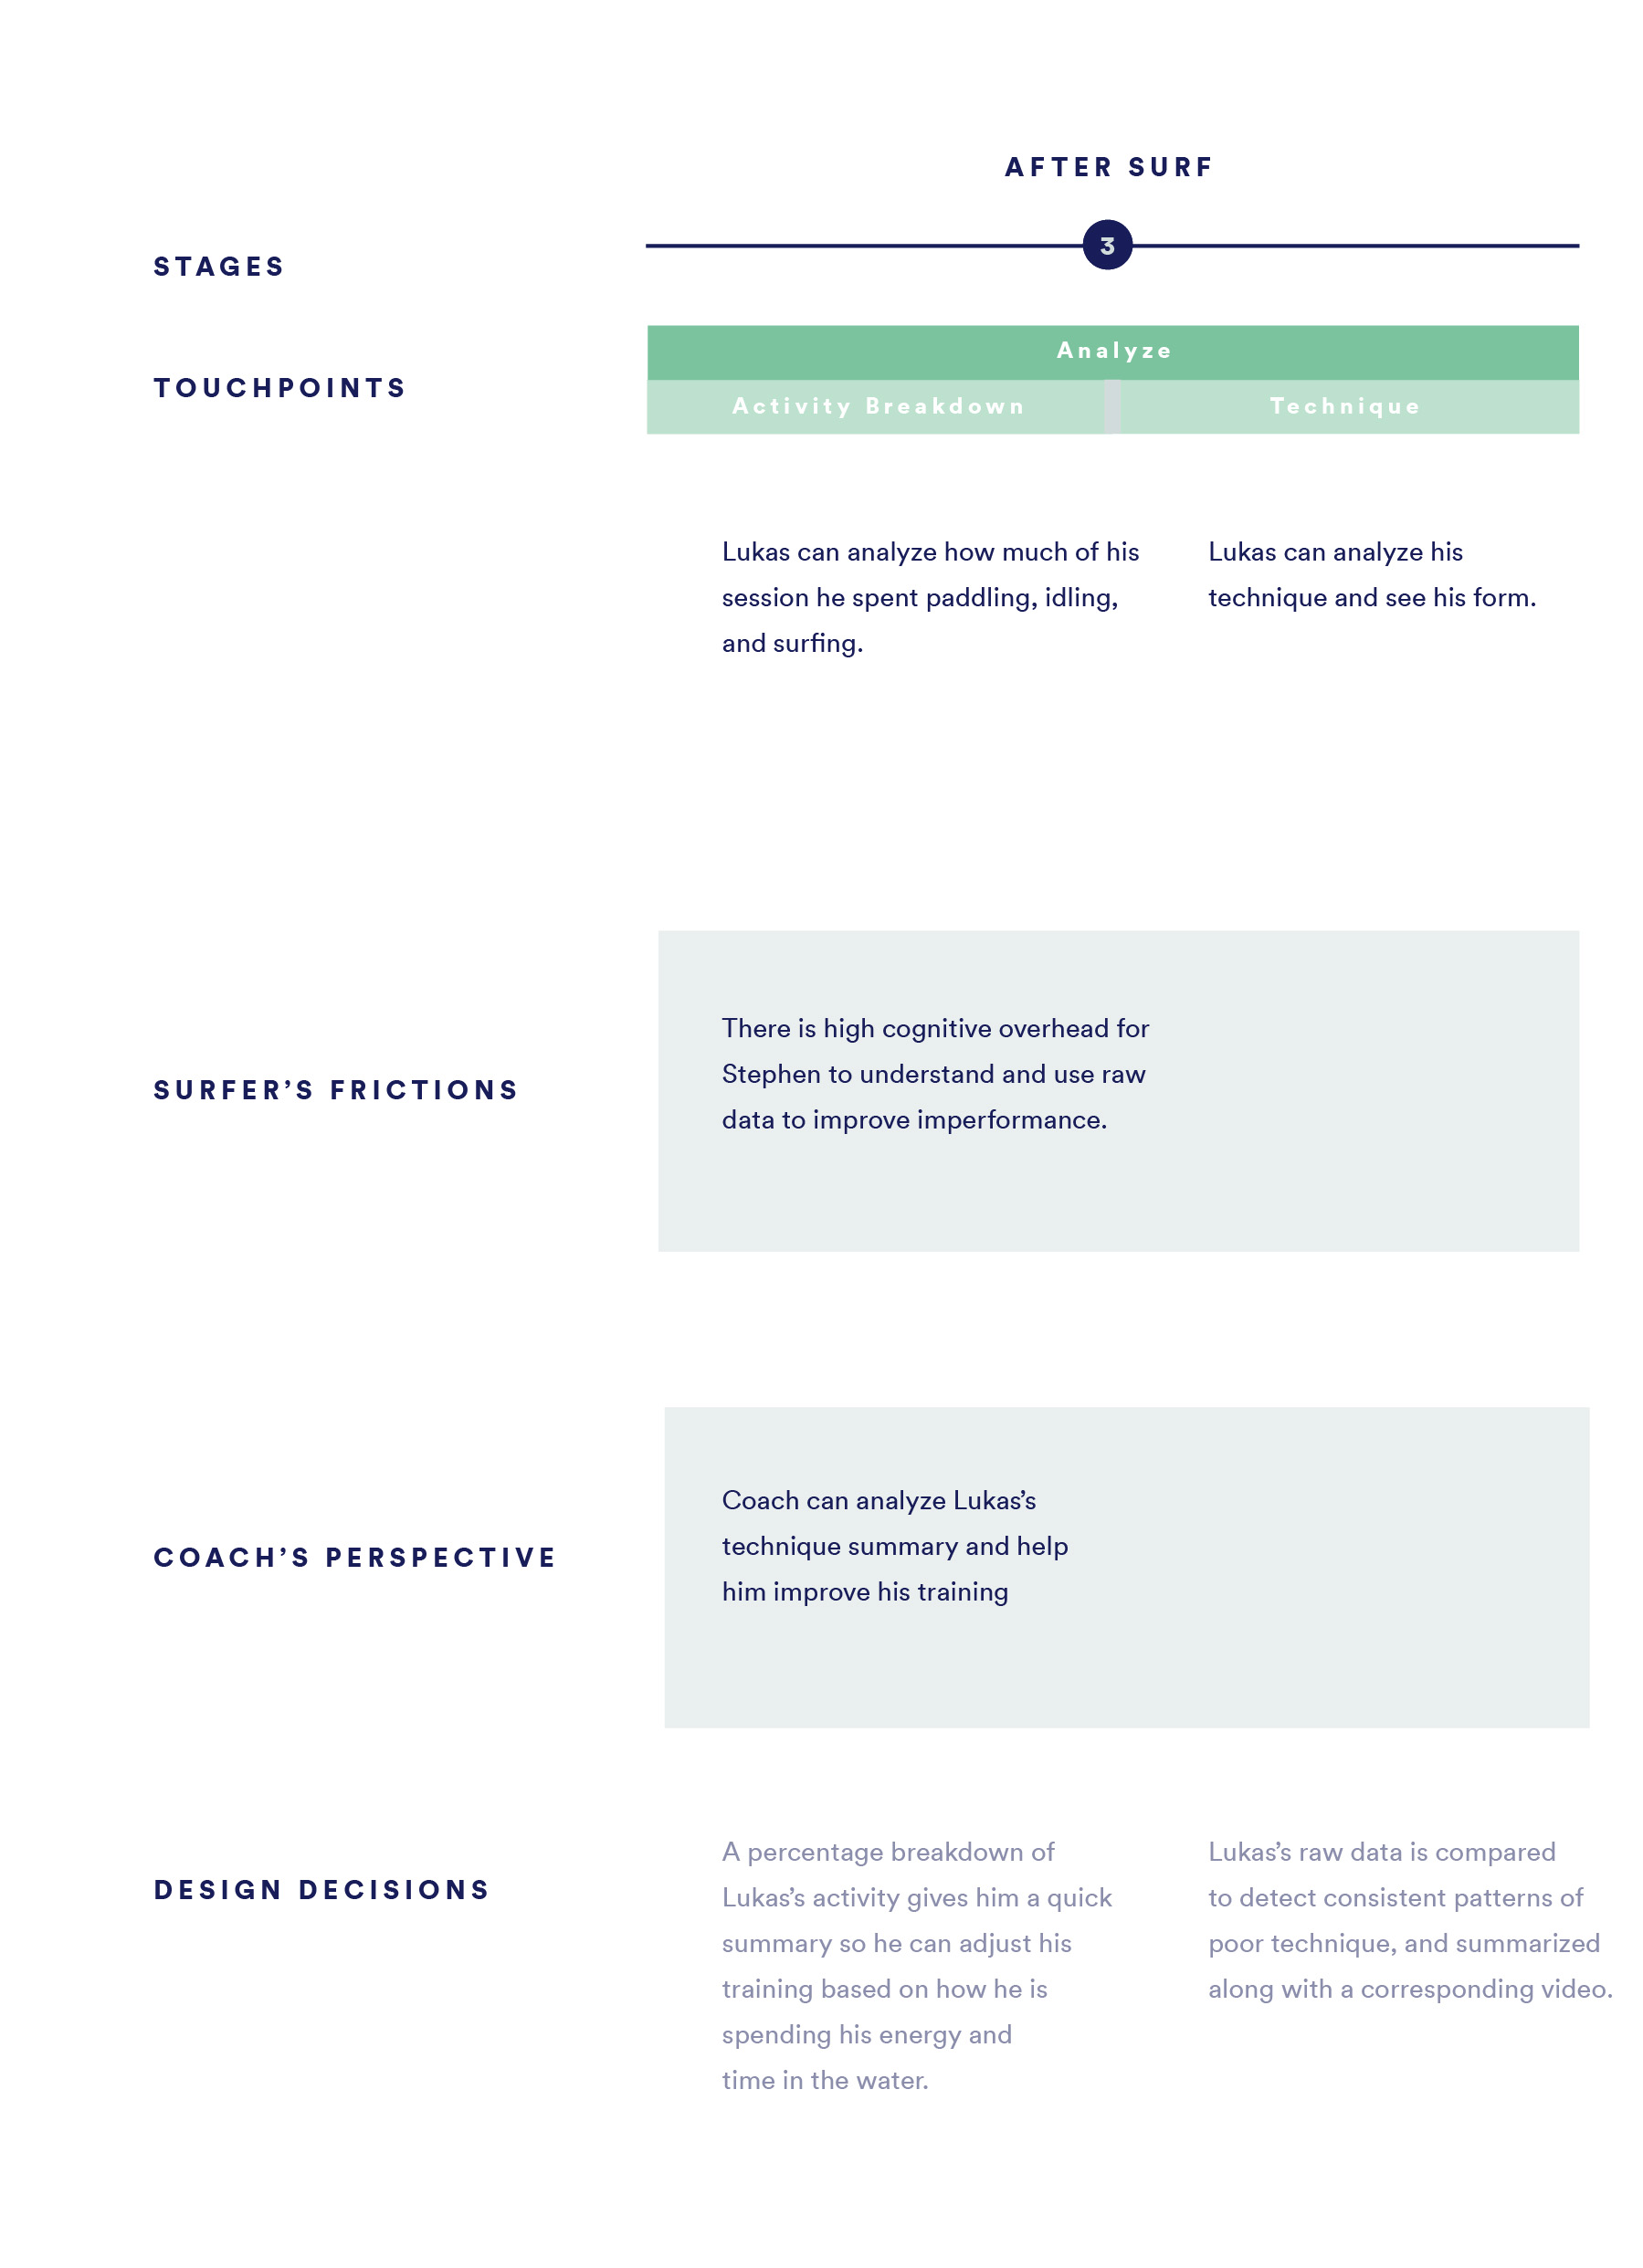 AFTER SURF
STAGES
3
TOUCHPOINTS
Analyze
Activity Breakdown
Technique
Lukas can analyze how much of his
session he spent paddling, idling,
and surfing.
Lukas can analyze his
technique and see his form.
SURFER’S FRICTIONS
There is high cognitive overhead for
Stephen to understand and use raw
data to improve imperformance.
COACH’S PERSPECTIVE
Coach can analyze Lukas’s
technique summary and help
him improve his training
DESIGN DECISIONS
A percentage breakdown of
Lukas’s activity gives him a quick
summary so he can adjust his
training based on how he is
spending his energy and
time in the water.
Lukas’s raw data is compared
to detect consistent patterns of
poor technique, and summarized
along with a corresponding video.